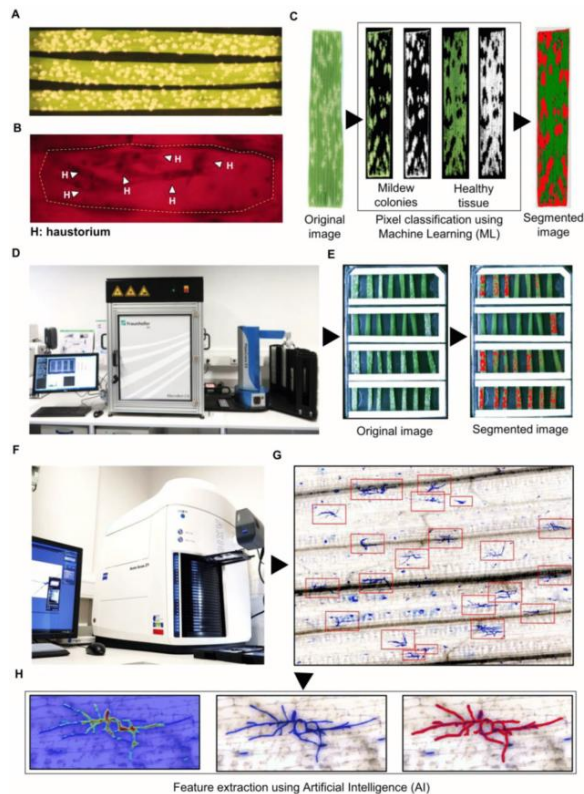 A
B
H
H
H
H
H
H
H: haustorium
C
Mildew
colonies
Healthy
tissue
Original
image
Pixel classification using
Machine Learning (ML)
Segmented
image
D
Fraunhofer
E
Original image
Segmented image
F
G
H
Feature extraction using Artificial Intelligence (AI)